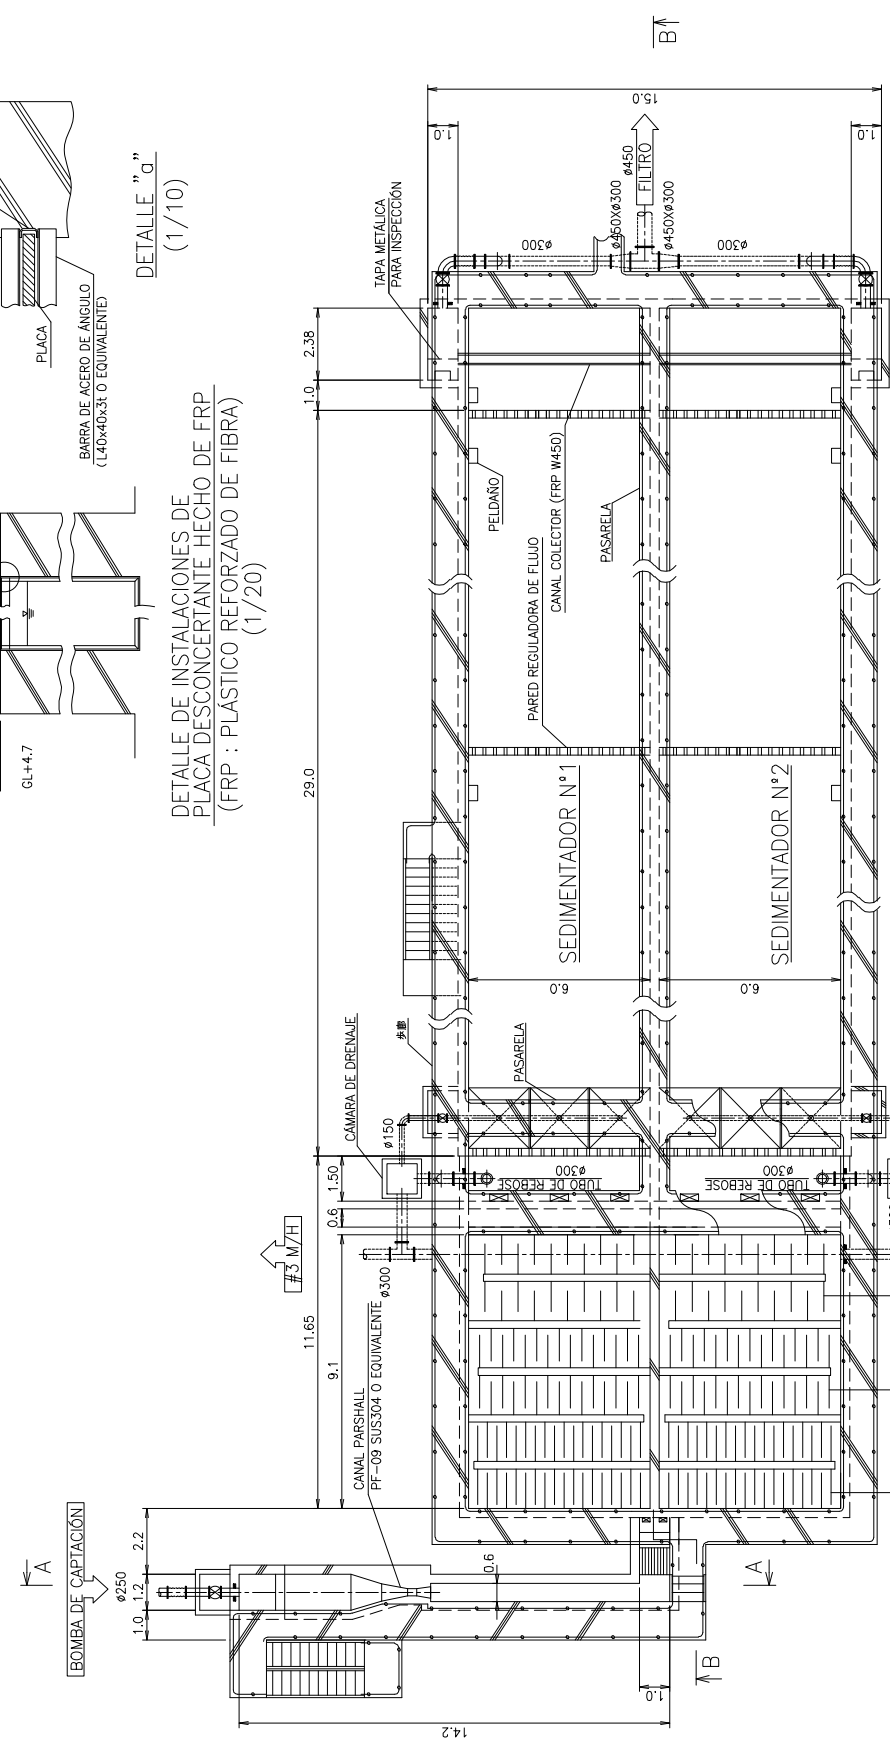 B
15.0
1.0
1.0
FILTRO
ø450
ø450Xø300
ø450Xø300
ø300
ø300
TAPA METÁLICA
PARA INSPECCIÓN
DETALLE "a"
(1/10)
PLACA
BARRA DE ACERO DE ÁNGULO
(L40x40x3t O EQUIVALENTE)
GL+4.7
DETALLE DE INSTALACIONES DE
PLACA DESCONCERTANTE HECHO DE FRP
(FRP : PLÁSTICO REFORZADO DE FIBRA)
(1/20)
2.38
1.0
29.0
PELDAÑO
PARED REGULADORA DE FLUJO
CANAL COLECTOR (FRP W450)
PASARELA
SEDIMENTADOR N°1
SEDIMENTADOR N°2
6.0
6.0
CÁMARA DE DRENAJE
歩廊
PASARELA
ø150
ø300
TUBO DE REBOSE
ø300
TUBO DE REBOSE
1.50
0.6
9.1
11.65
#3 M/H
ø300
CANAL PARSHALL
PF-09 SUS304 O EQUIVALENTE
BOMBA DE CAPTACIÓN
ø250
2.2
1.2
1.0
0.6
1.0
14.2
A
A
B